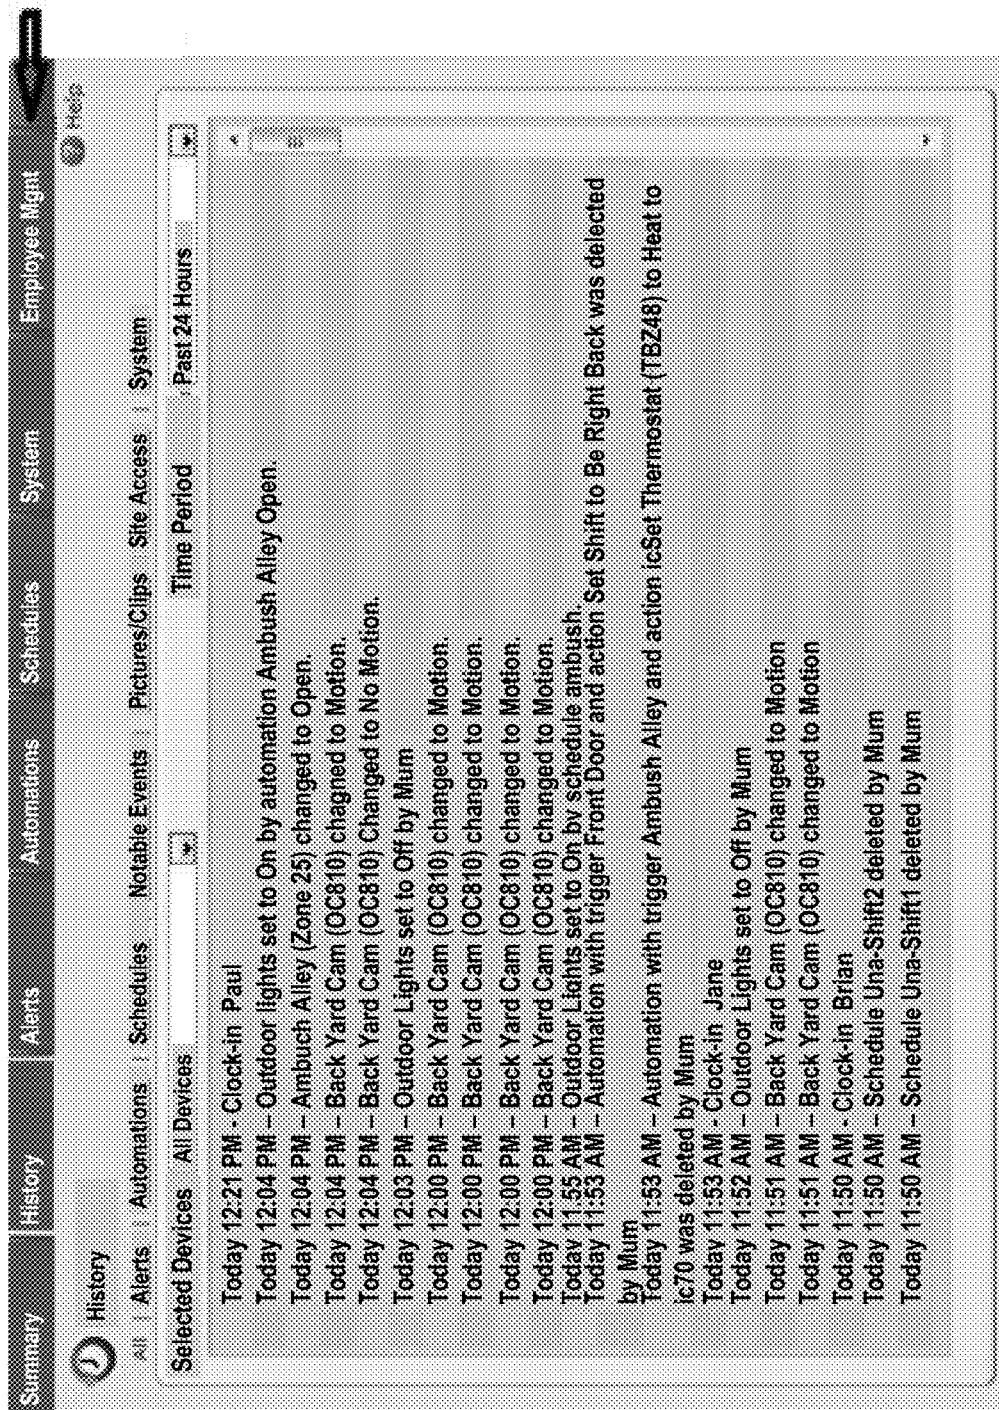 Summary History Alerts Automations Schedules System Employee Mgnt
History
Help
All Alerts Automations Schedules Notable Events Pictures/Clips Site Access System
Selected Devices All Devices Time Period Past 24 Hours
Today 12:21 PM - Clock-in Paul
Today 12:04 PM – Outdoor lights set to On by automation Ambush Alley Open.
Today 12:04 PM – Ambuch Alley (Zone 25) changed to Open.
Today 12:04 PM – Back Yard Cam (OC810) chagned to Motion.
Today 12:04 PM – Back Yard Cam (OC810) Changed to No Motion.
Today 12:03 PM – Outdoor Lights set to Off by Mum
Today 12:00 PM – Back Yard Cam (OC810) changed to Motion.
Today 12:00 PM – Back Yard Cam (OC810) changed to Motion.
Today 12:00 PM – Back Yard Cam (OC810) changed to Motion.
Today 12:00 PM – Back Yard Cam (OC810) changed to Motion.
Today 11:55 AM – Outdoor Lights set to On by schedule ambush.
Today 11:53 AM – Automation with trigger Front Door and action Set Shift to Be Right Back was delected
by Mum
Today 11:53 AM – Automation with trigger Ambush Alley and action icSet Thermostat (TBZ48) to Heat to
ic70 was deleted by Mum
Today 11:53 AM - Clock-in Jane
Today 11:52 AM – Outdoor Lights set to Off by Mum
Today 11:51 AM – Back Yard Cam (OC810) changed to Motion
Today 11:51 AM – Back Yard Cam (OC810) changed to Motion
Today 11:50 AM - Clock-in Brian
Today 11:50 AM – Schedule Una-Shift2 deleted by Mum
Today 11:50 AM – Schedule Una-Shift1 deleted by Mum